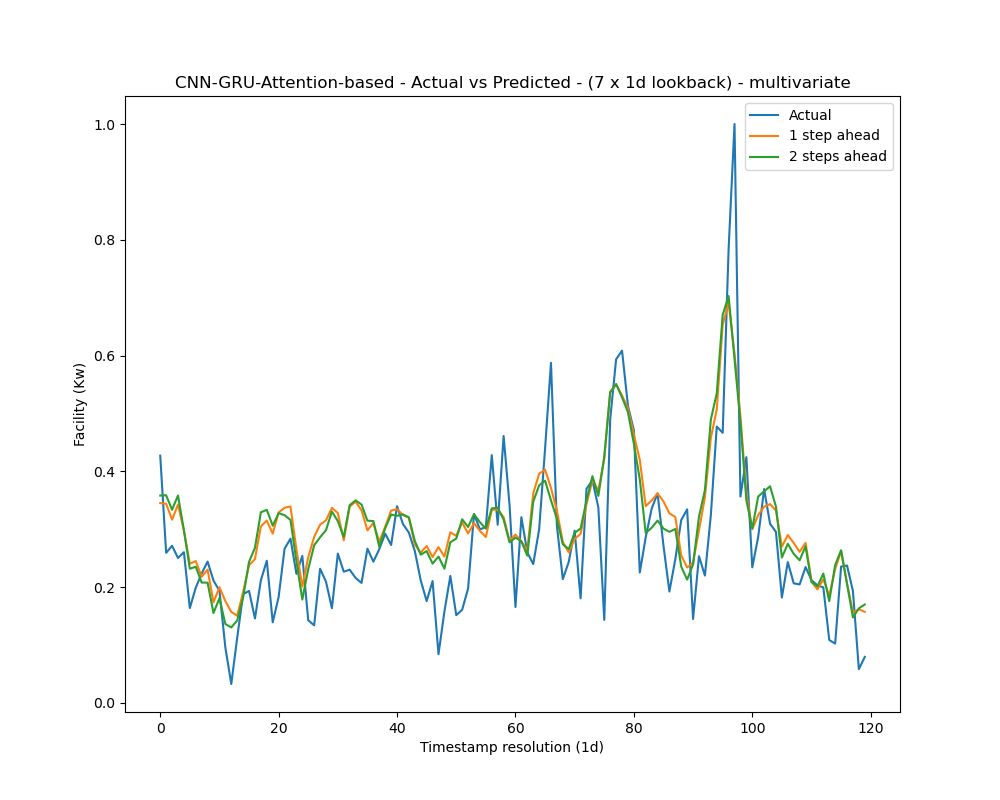 CNN-GRU-Attention-based - Actual vs Predicted - (7 x 1d lookback) - multivariate
Actual
1 step ahead
2 steps ahead
1.0
0.8
0.6
0.4
0.2
0.0
Facility (Kw)
0 20 40 60 80 100 120
Timestamp resolution (1d)